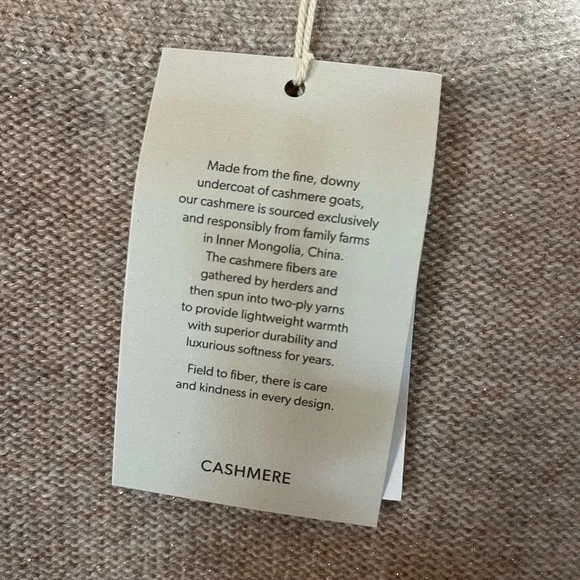 Made from the fine, downy
undercoat of cashmere goats,
our cashmere is sourced exclusively
and responsibly from family farms
in Inner Mongolia, China.
The cashmere fibers are
gathered by herders and
then spun into two-ply yarns
to provide lightweight warmth
with superior durability and
luxurious softness for years.
Field to fiber, there is care
and kindness in every design.
CASHMERE